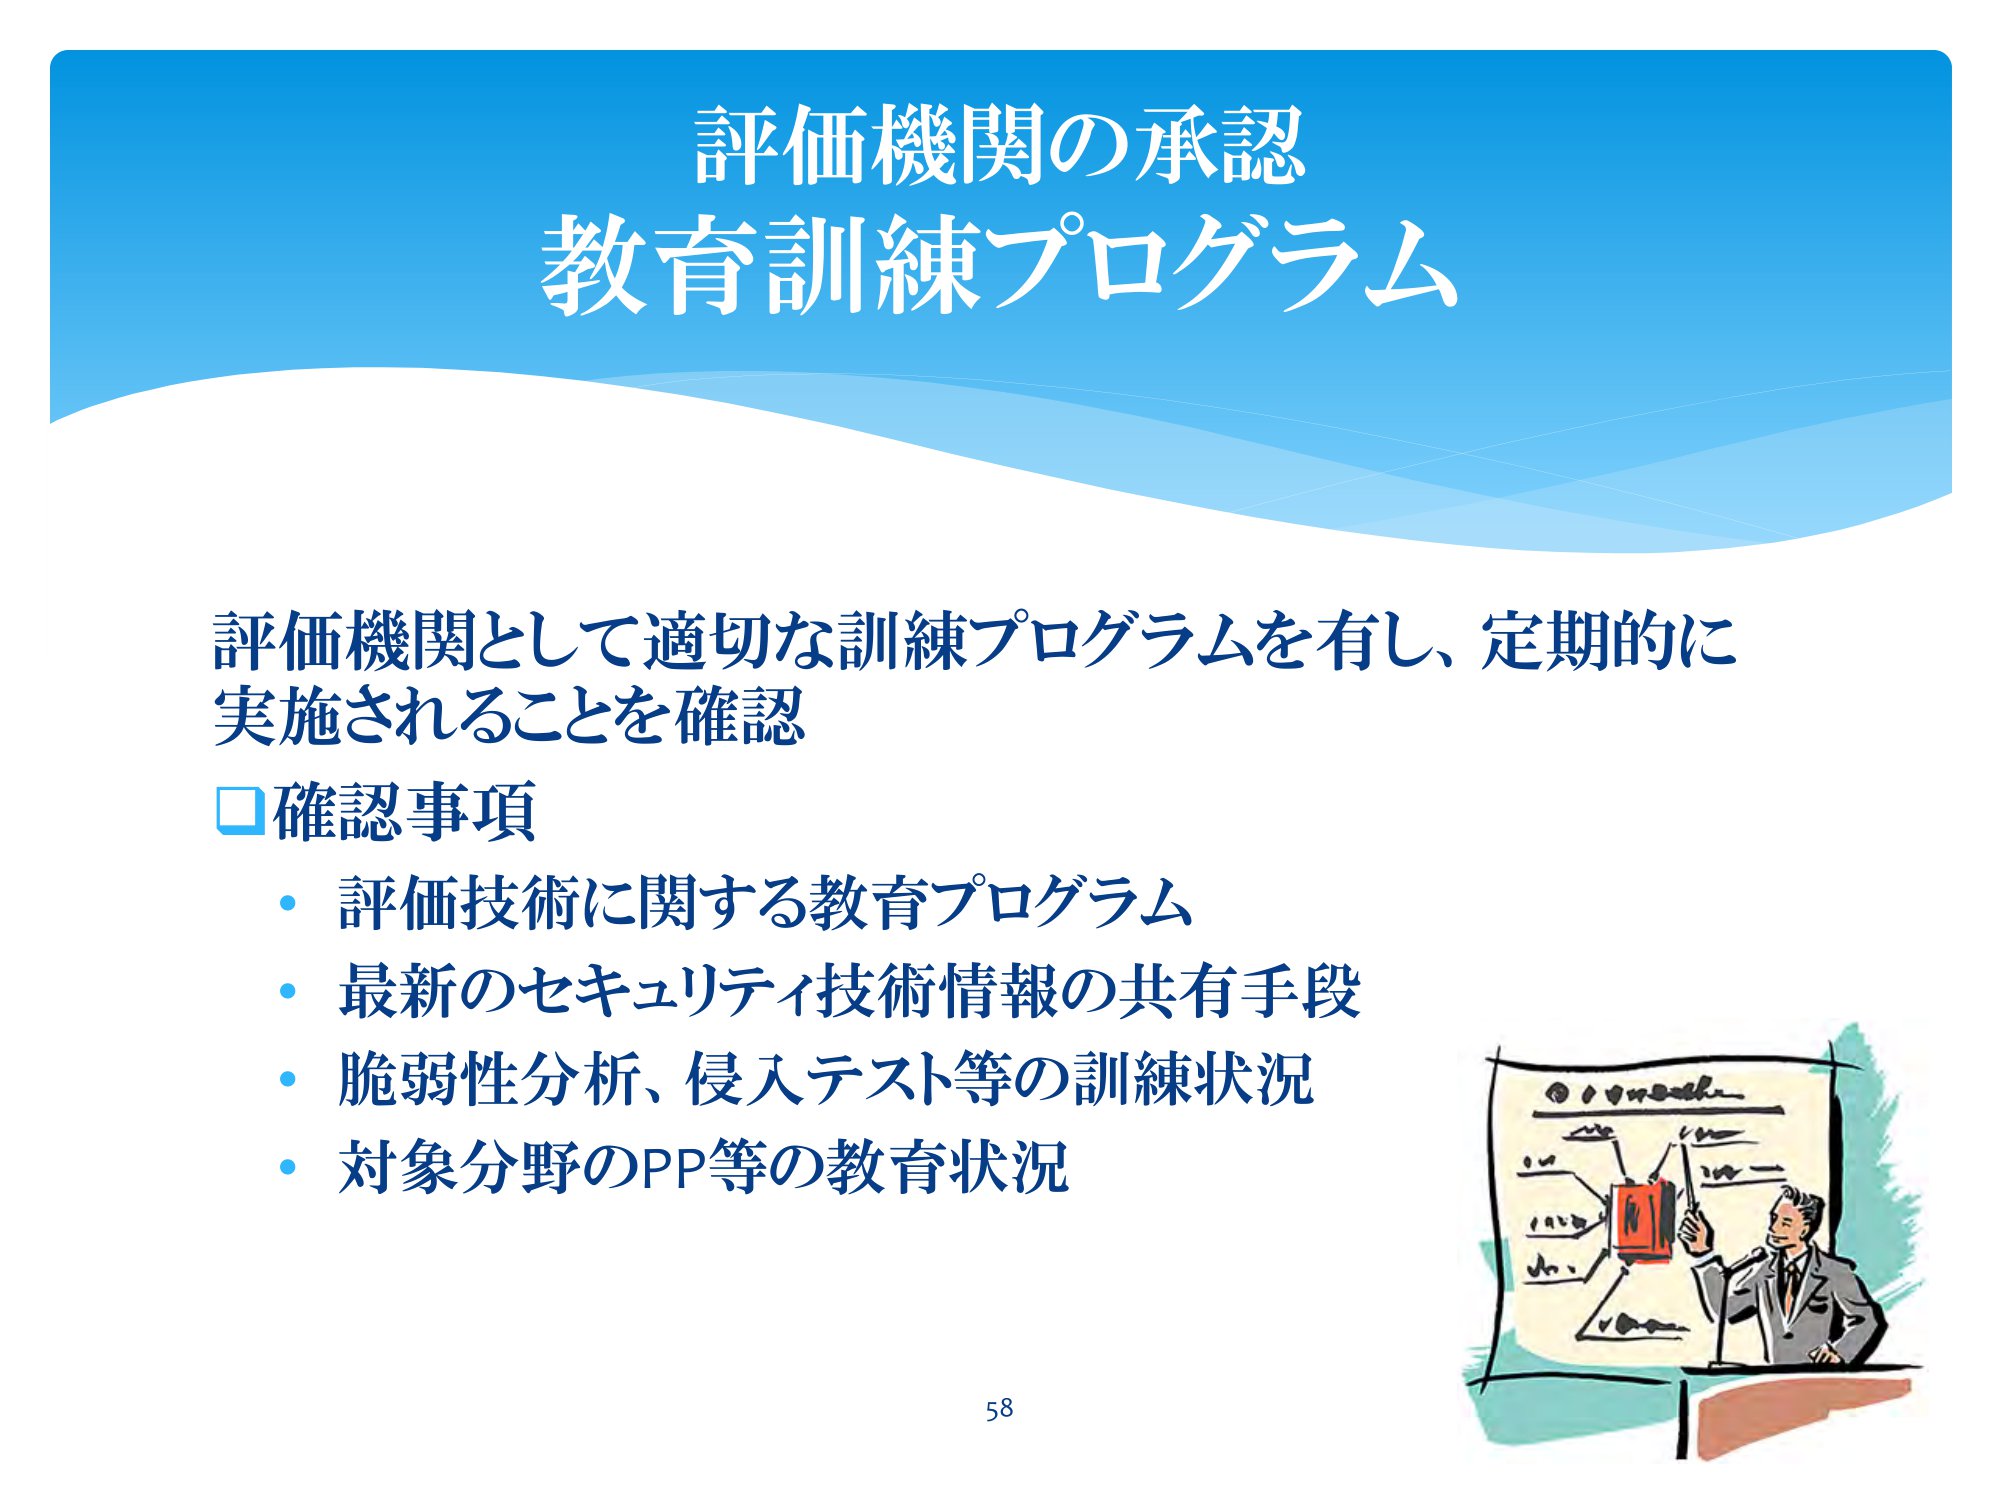 評価機関の承認
教育訓練プログラム
評価機関として適切な訓練プログラムを有し、定期的に
実施されることを確認
❑確認事項
• 評価技術に関する教育プログラム
• 最新のセキュリティ技術情報の共有手段
• 脆弱性分析、侵入テスト等の訓練状況
• 対象分野のPP等の教育状況
58